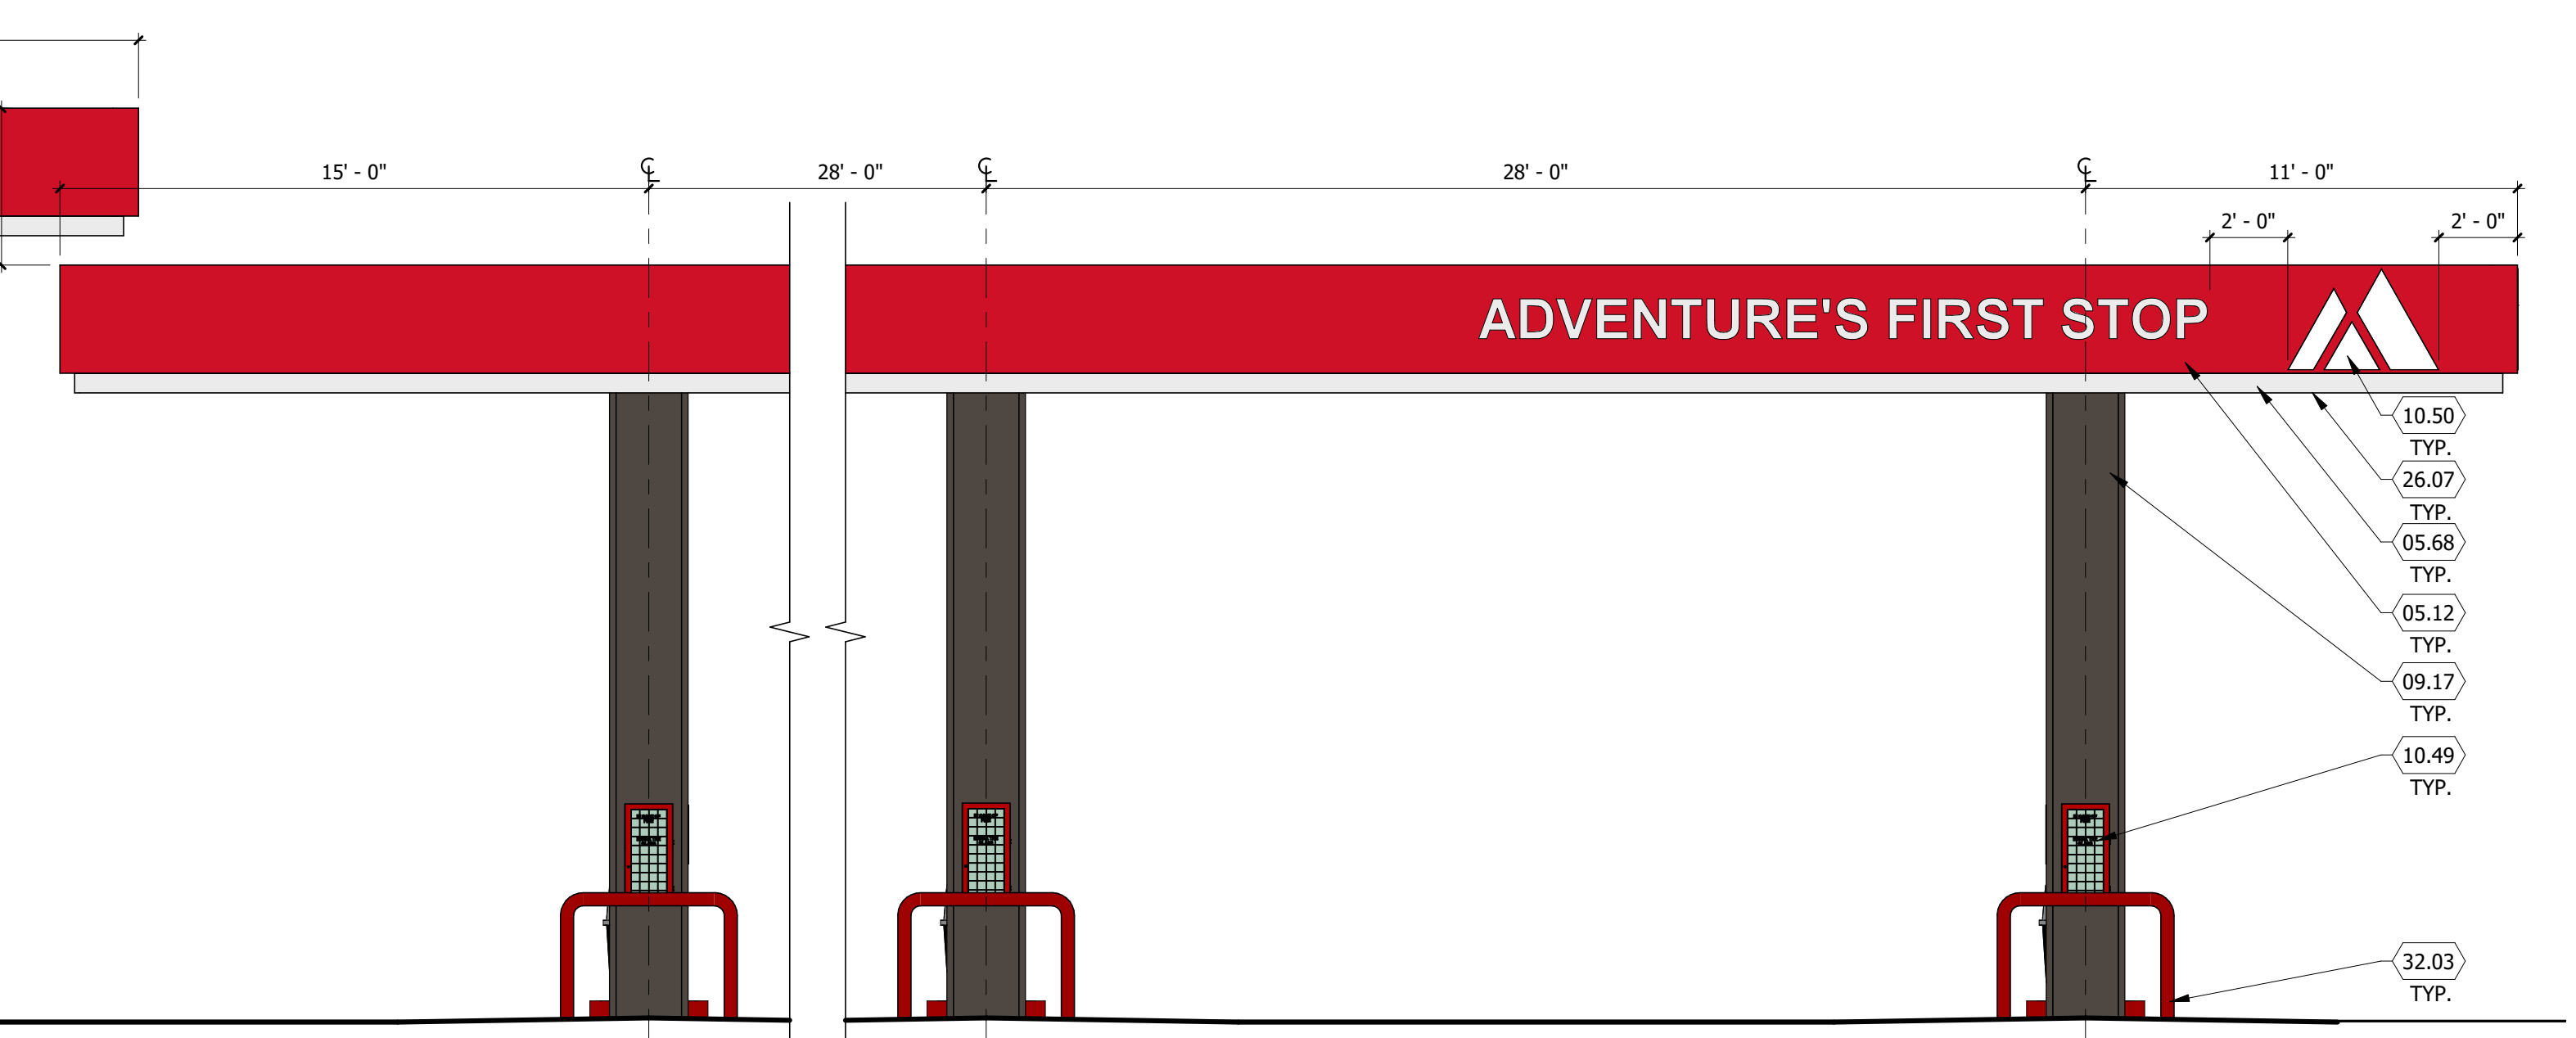 15' - 0"
28' - 0"
28' - 0"
11' - 0"
2' - 0"
2' - 0"
ADVENTURE'S FIRST STOP
10.50
TYP.
26.07
TYP.
05.68
TYP.
05.12
TYP.
09.17
TYP.
10.49
TYP.
32.03
TYP.